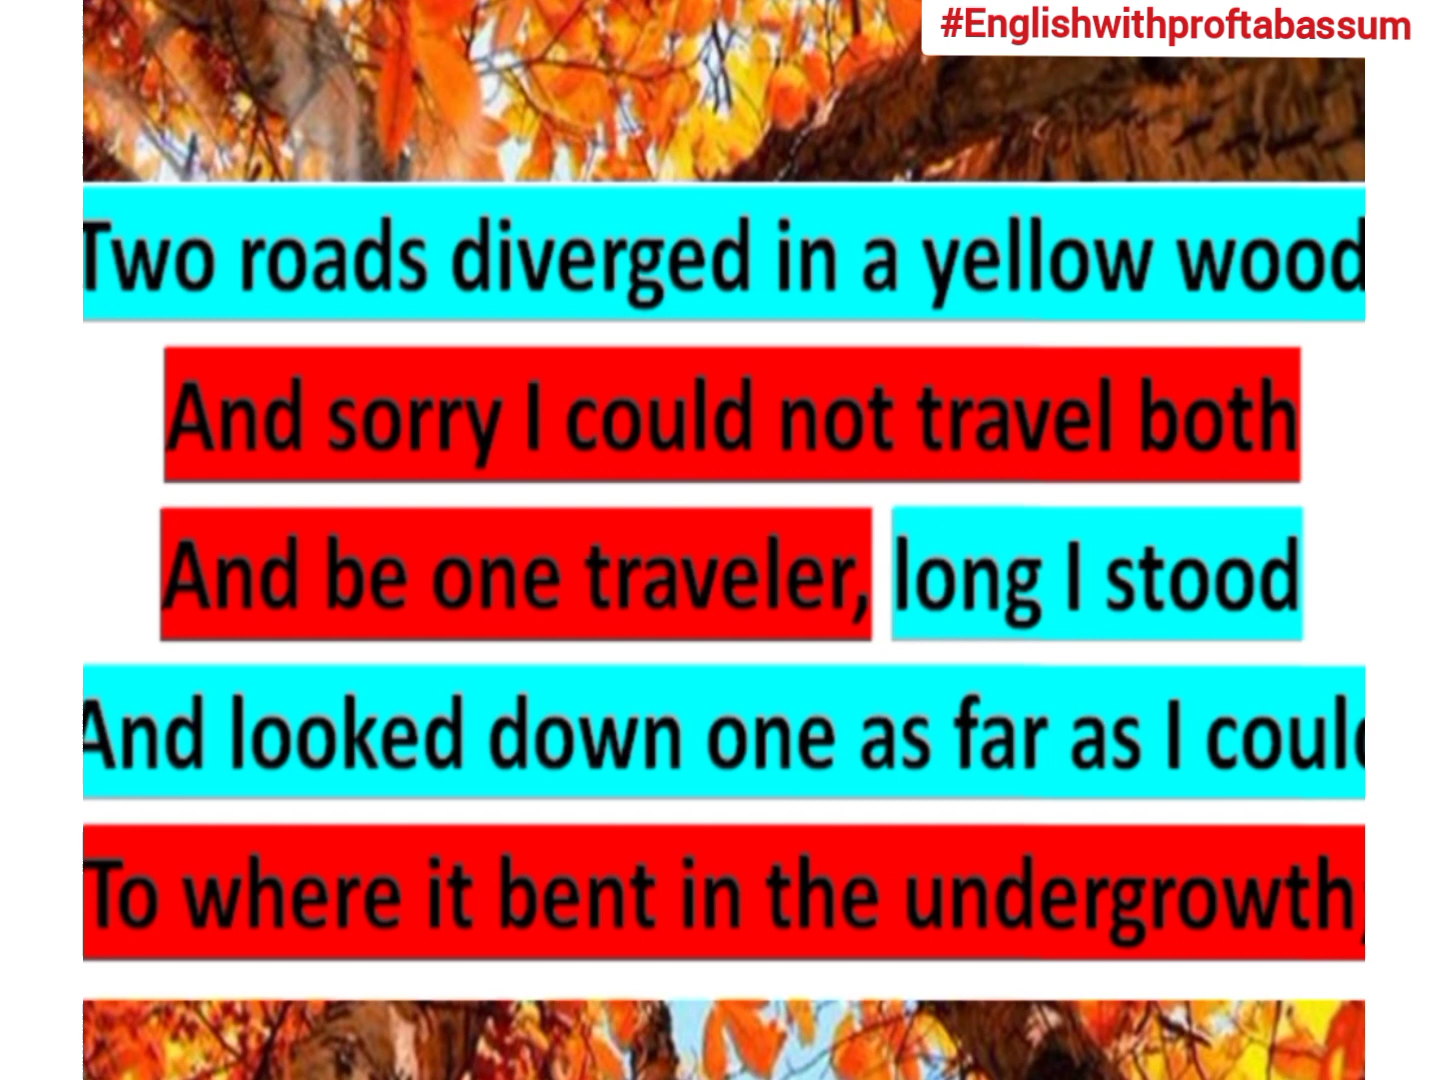 #Englishwithproftabassum
Two roads diverged in a yellow wood
And sorry I could not travel both
And be one traveler, long I stood
And looked down one as far as I could
To where it bent in the undergrowth,